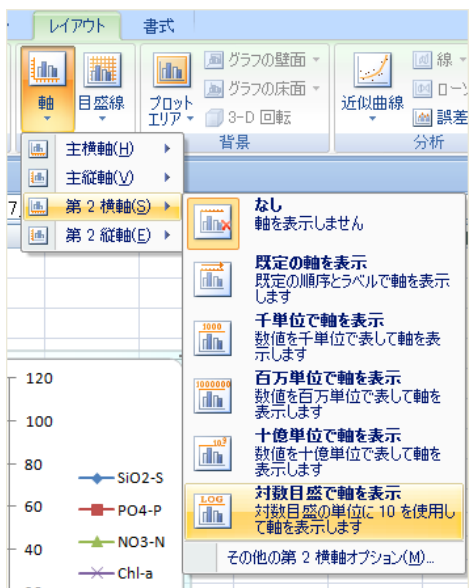 レイアウト 書式
軸 目盛線 プロット
エリア
グラフの壁面
グラフの床面
3-D 回転
背景
近似曲線
線
ロー
誤差
分析
主横軸(H)
主縦軸(V)
第 2 横軸(S)
第 2 縦軸(E)
7
なし
軸を表示しません
既定の軸を表示
既定の順序とラベルで軸を表示
します
1000
千単位で軸を表示
数値を千単位で表して軸を表
示します
1000000
百万単位で軸を表示
数値を百万単位で表して軸を
表示します
10⁹
十億単位で軸を表示
数値を十億単位で表して軸を
表示します
LOG
対数目盛で軸を表示
対数目盛の単位に 10 を使用し
て軸を表示します
その他の第 2 横軸オプション(M)...
120
100
80
60
40
SiO2-S
PO4-P
NO3-N
Chl-a